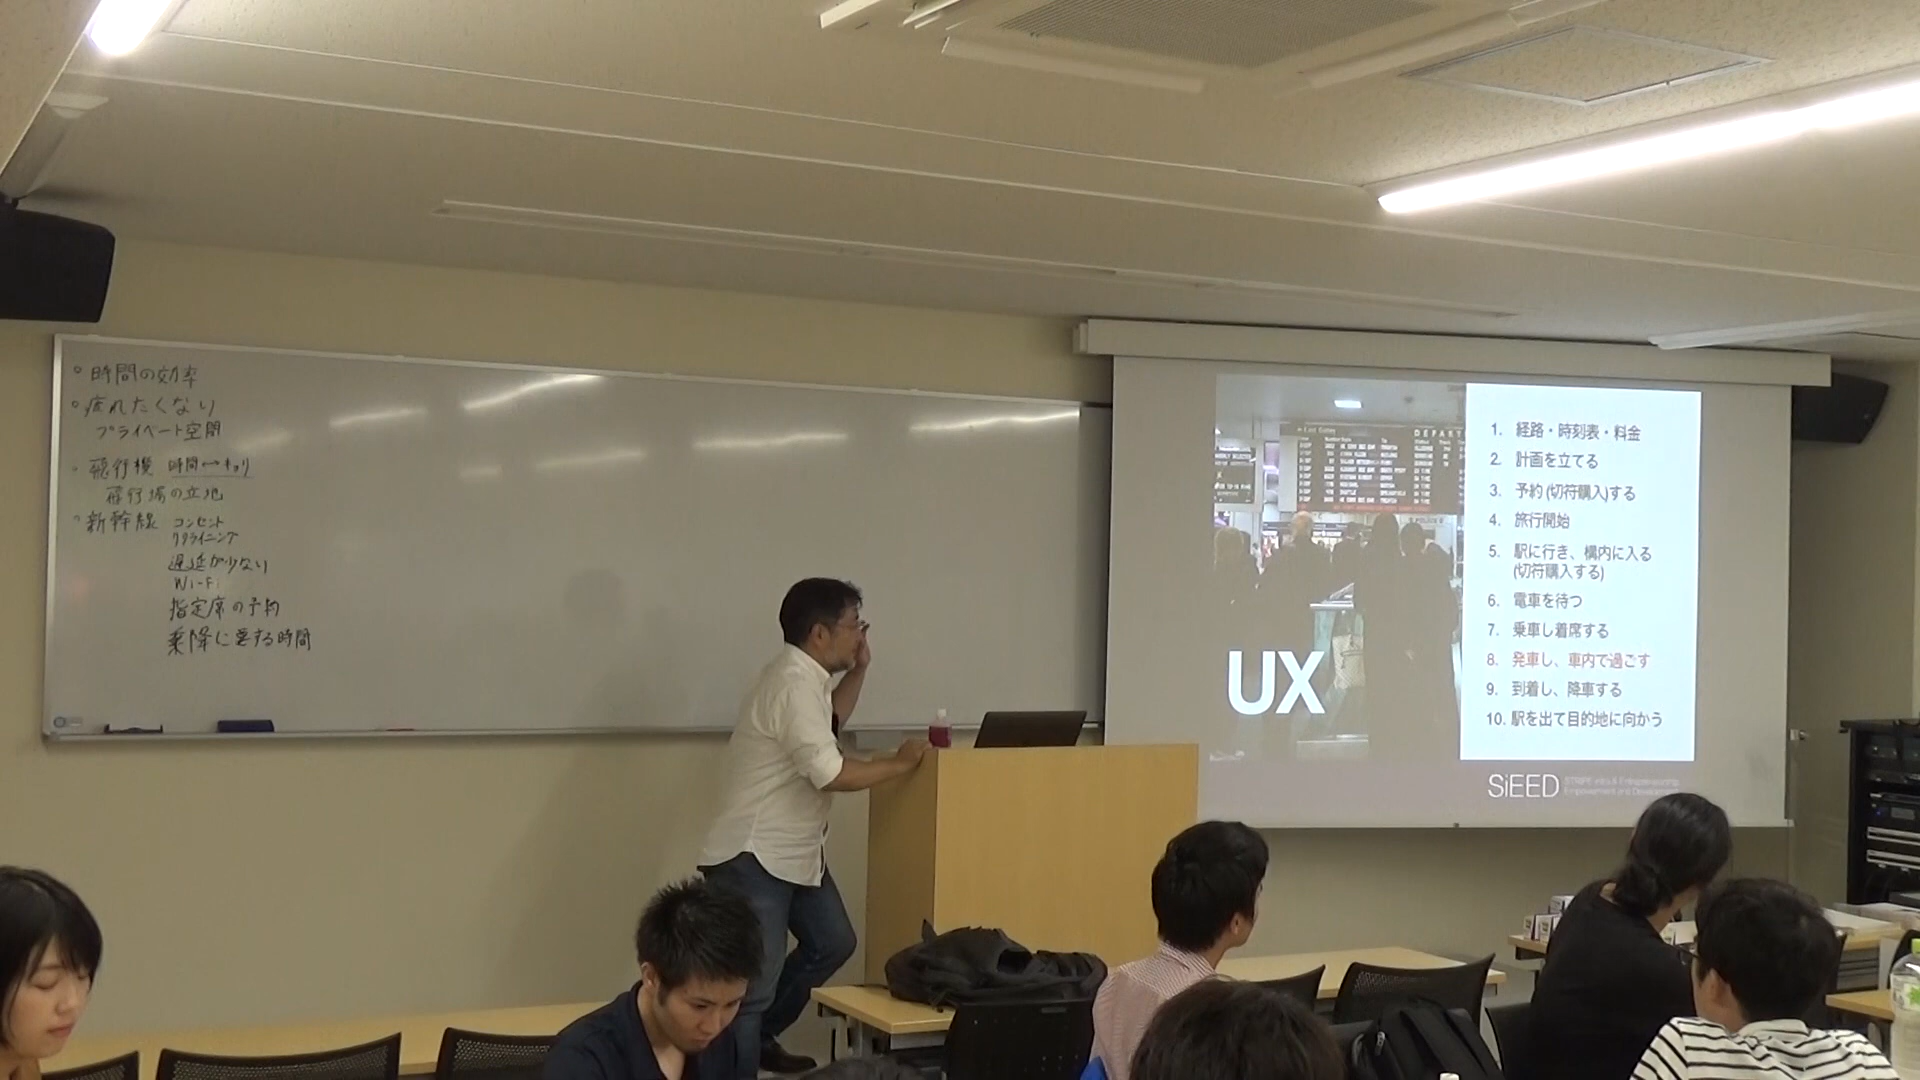 ○ 時間の効率
○ 疲れたくない
プライベート空間
○ 飛行機 時間↔キョリ
飛行場の立地
○ 新幹線 コンセント
リクライニング
遅延が少ない
Wi-Fi
指定席の予約
乗降に要する時間
DEPART
UX
1. 経路・時刻表・料金
2. 計画を立てる
3. 予約 (切符購入)する
4. 旅行開始
5. 駅に行き、構内に入る
(切符購入する)
6. 電車を待つ
7. 乗車し着席する
8. 発車し、車内で過ごす
9. 到着し、降車する
10. 駅を出て目的地に向かう
SiEED